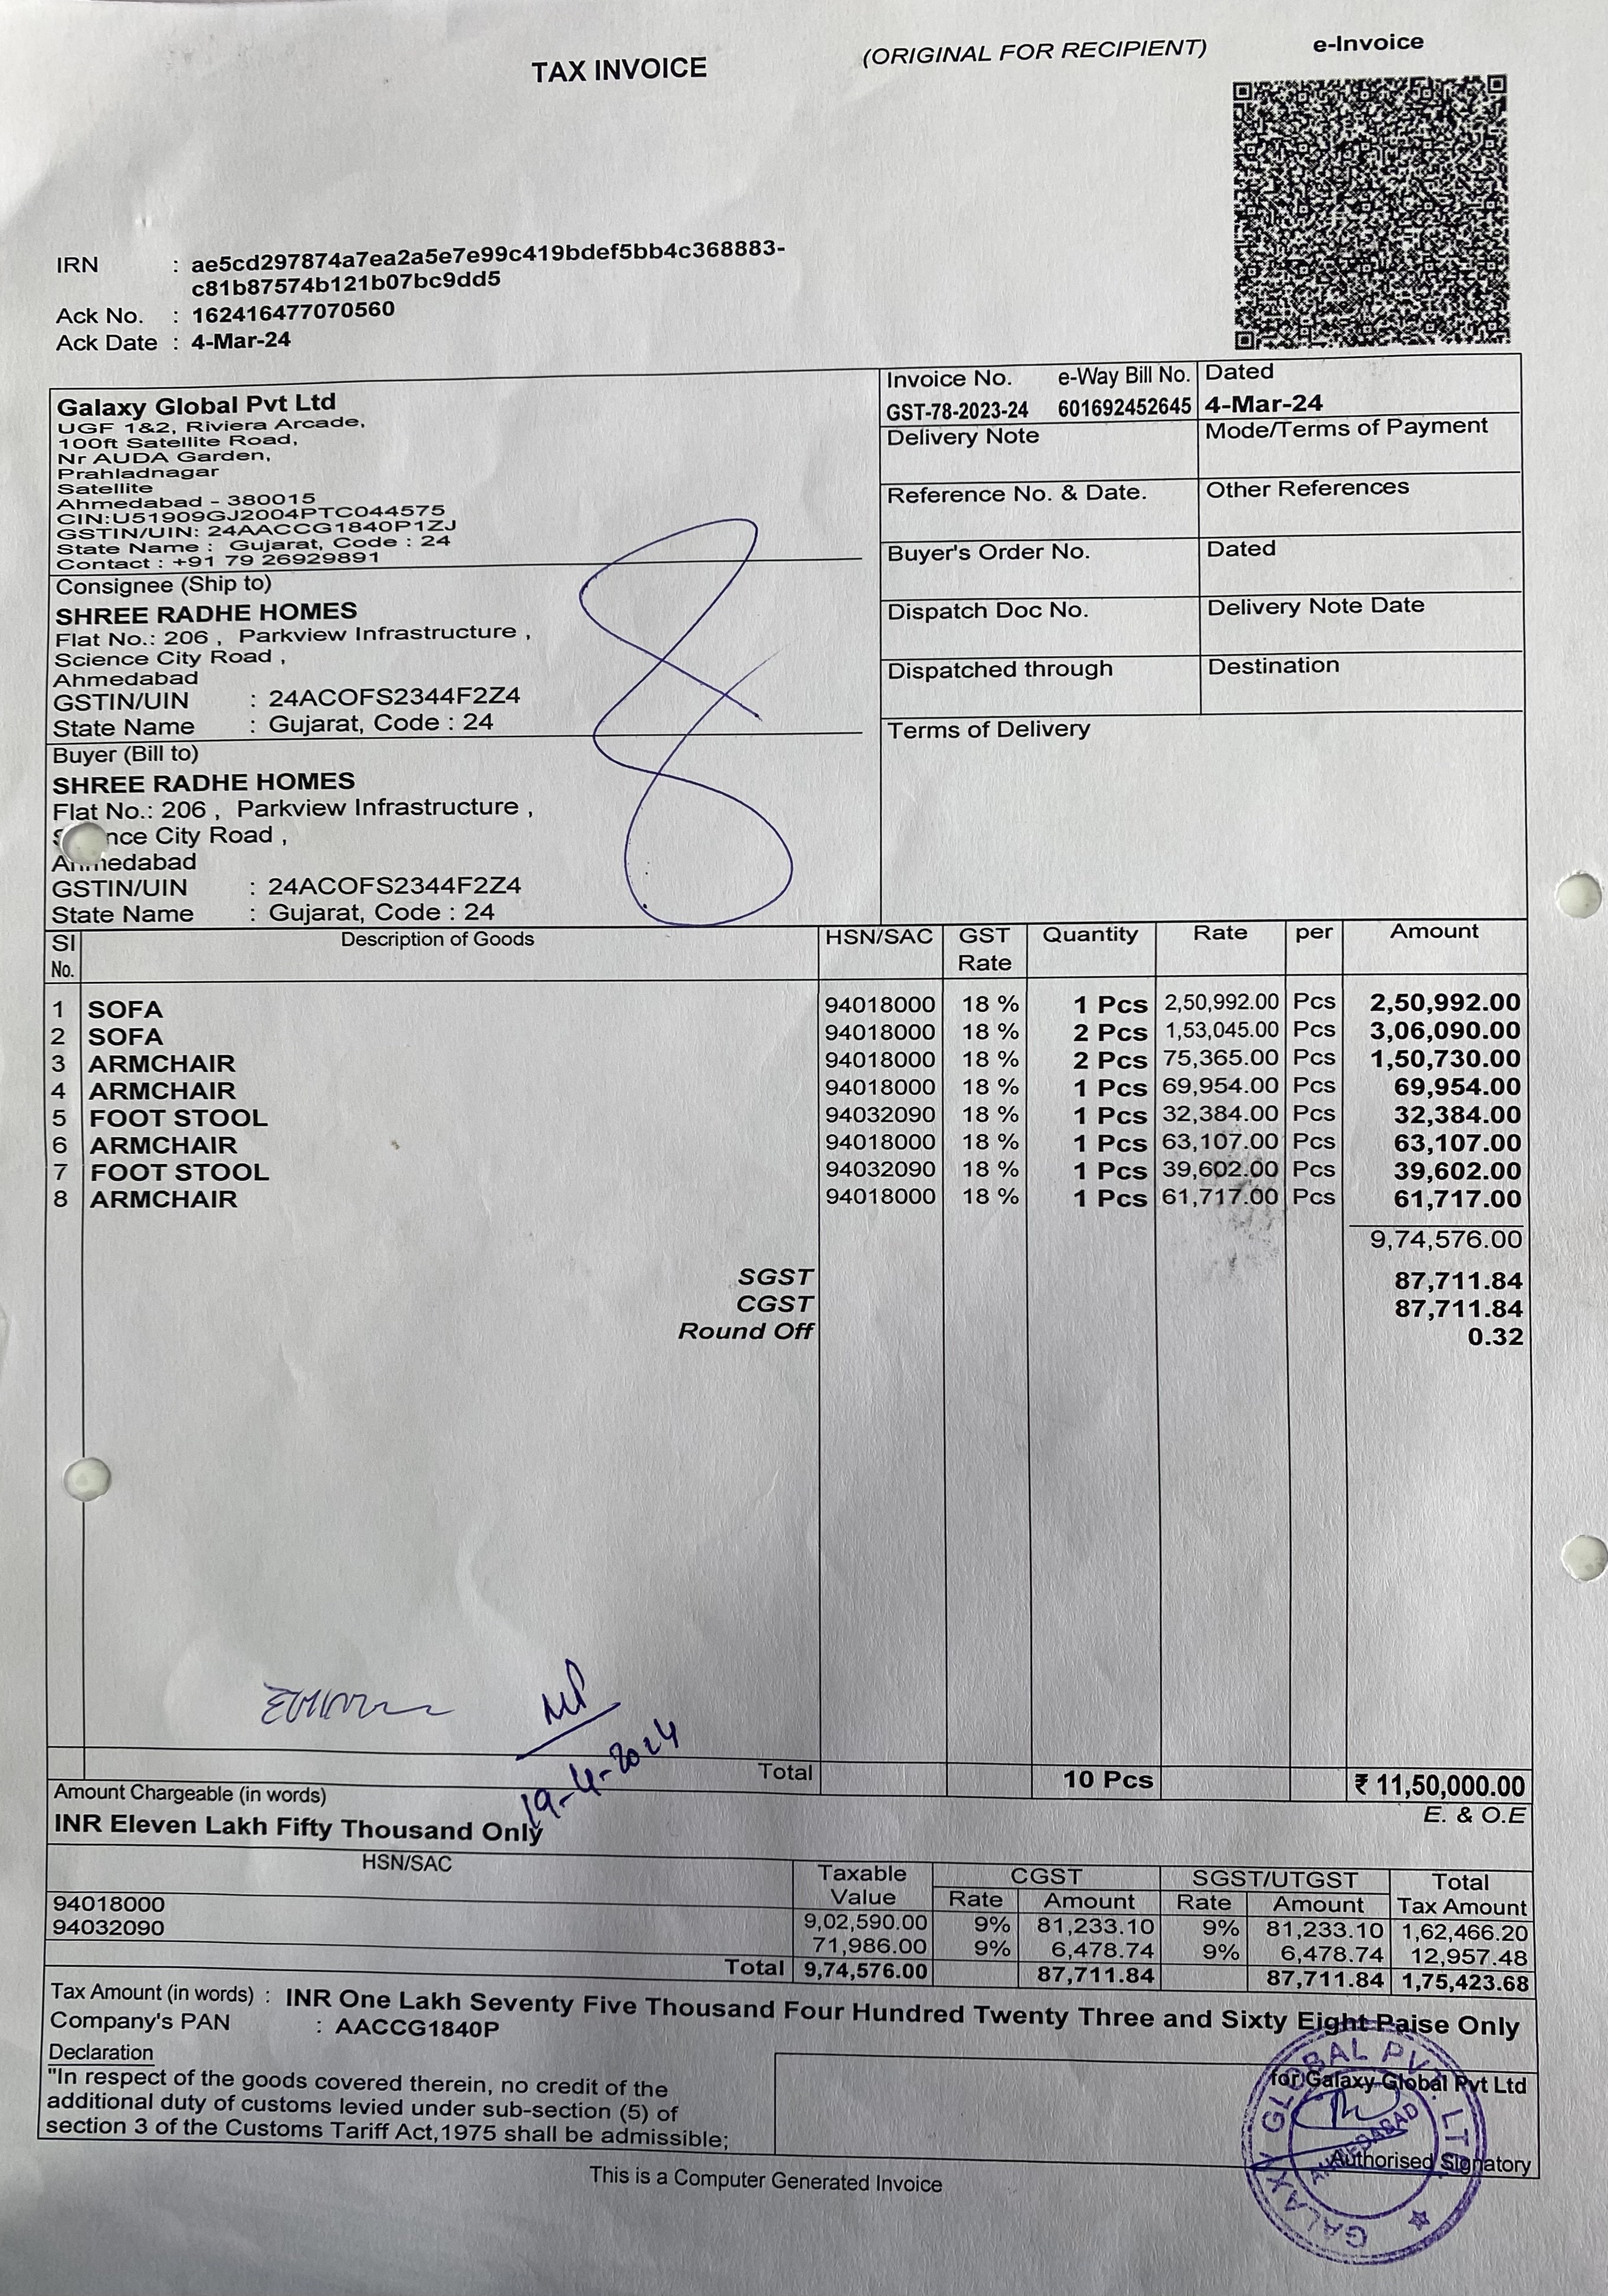 TAX INVOICE
(ORIGINAL FOR RECIPIENT)
e-Invoice
IRN : ae5cd297874a7ea2a5e7e99c419bdef5bb4c368883-
c81b87574b121b07bc9dd5
Ack No. : 162416477070560
Ack Date : 4-Mar-24
Galaxy Global Pvt Ltd
UGF 1&2, Riviera Arcade,
100ft Satellite Road,
Nr AUDA Garden,
Prahladnagar
Satellite
Ahmedabad - 380015
CIN:U51909GJ2004PTC044575
GSTIN/UIN: 24AACCG1840P1ZJ
State Name : Gujarat, Code : 24
Contact : +91 79 26929891
Consignee (Ship to)
SHREE RADHE HOMES
Flat No.: 206 , Parkview Infrastructure ,
Science City Road ,
Ahmedabad
GSTIN/UIN : 24ACOFS2344F2Z4
State Name : Gujarat, Code : 24
Buyer (Bill to)
SHREE RADHE HOMES
Flat No.: 206 , Parkview Infrastructure ,
City Road ,
Ahmedabad
GSTIN/UIN : 24ACOFS2344F2Z4
State Name : Gujarat, Code : 24
8
Invoice No. e-Way Bill No. Dated
GST-78-2023-24 601692452645 4-Mar-24
Delivery Note Mode/Terms of Payment
Reference No. & Date. Other References
Buyer's Order No. Dated
Dispatch Doc No. Delivery Note Date
Dispatched through Destination
Terms of Delivery
SI No. Description of Goods HSN/SAC GST Rate Quantity Rate per Amount
1 SOFA 94018000 18 % 1 Pcs 2,50,992.00 Pcs 2,50,992.00
2 SOFA 94018000 18 % 2 Pcs 1,53,045.00 Pcs 3,06,090.00
3 ARMCHAIR 94018000 18 % 2 Pcs 75,365.00 Pcs 1,50,730.00
4 ARMCHAIR 94018000 18 % 1 Pcs 69,954.00 Pcs 69,954.00
5 FOOT STOOL 94032090 18 % 1 Pcs 32,384.00 Pcs 32,384.00
6 ARMCHAIR 94018000 18 % 1 Pcs 63,107.00 Pcs 63,107.00
7 FOOT STOOL 94032090 18 % 1 Pcs 39,602.00 Pcs 39,602.00
8 ARMCHAIR 94018000 18 % 1 Pcs 61,717.00 Pcs 61,717.00
9,74,576.00
SGST 87,711.84
CGST 87,711.84
Round Off 0.32
19-4-2024
Total 10 Pcs ₹ 11,50,000.00
Amount Chargeable (in words) E. & O.E
INR Eleven Lakh Fifty Thousand Only
HSN/SAC Taxable Value CGST SGST/UTGST Total Tax Amount
Rate Amount Rate Amount
94018000 9,02,590.00 9% 81,233.10 9% 81,233.10 1,62,466.20
94032090 71,986.00 9% 6,478.74 9% 6,478.74 12,957.48
Total 9,74,576.00 87,711.84 87,711.84 1,75,423.68
Tax Amount (in words) : INR One Lakh Seventy Five Thousand Four Hundred Twenty Three and Sixty Eight Paise Only
Company's PAN : AACCG1840P
Declaration
"In respect of the goods covered therein, no credit of the
additional duty of customs levied under sub-section (5) of
section 3 of the Customs Tariff Act,1975 shall be admissible;
for Galaxy Global Pvt Ltd
Authorised Signatory
GALAXY GLOBAL PVT. LTD.
AHMEDABAD
This is a Computer Generated Invoice